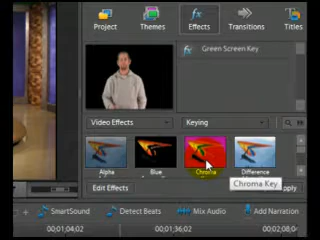 Project Themes Effects Transitions Titles
fx Green Screen Key
Video Effects Keying
Alpha Blue Chroma Difference
Chroma Key
Edit Effects
SmartSound Detect Beats Mix Audio Add Narration
00;01;04;02 00;01;36;02